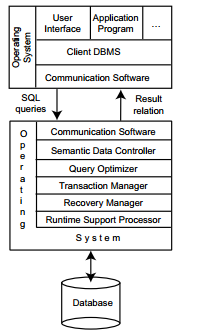 Operating
System
User
Interface
Application
Program
...
Client DBMS
Communication Software
SQL
queries
Result
relation
Operating
Communication Software
Semantic Data Controller
Query Optimizer
Transaction Manager
Recovery Manager
Runtime Support Processor
System
Database